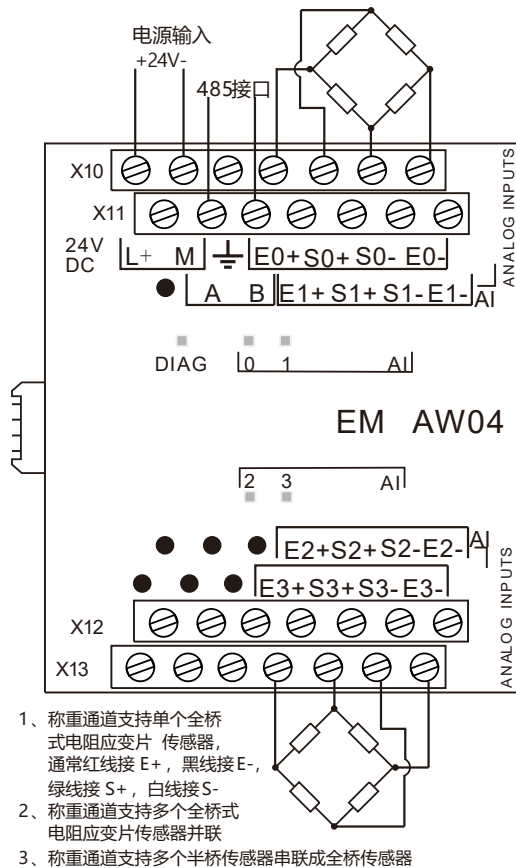 电源输入
+24V-
485接口
X10
X11
24V
DC
L+ M E0+ S0+ S0- E0-
A B E1+ S1+ S1- E1- AI
ANALOG INPUTS
DIAG 0 1 AI
EM AW04
2 3 AI
E2+ S2+ S2- E2- AI
E3+ S3+ S3- E3-
ANALOG INPUTS
X12
X13
1、称重通道支持单个全桥
式电阻应变片 传感器，
通常红线接 E+，黑线接E-，
绿线接 S+，白线接S-
2、称重通道支持多个全桥式
电阻应变片传感器并联
3、称重通道支持多个半桥传感器串联成全桥传感器